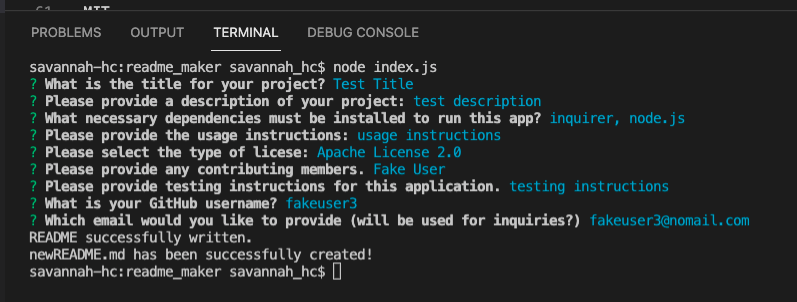 PROBLEMS OUTPUT TERMINAL DEBUG CONSOLE
savannah-hc:readme_maker savannah_hc$ node index.js
? What is the title for your project? Test Title
? Please provide a description of your project: test description
? What necessary dependencies must be installed to run this app? inquirer, node.js
? Please provide the usage instructions: usage instructions
? Please select the type of licese: Apache License 2.0
? Please provide any contributing members. Fake User
? Please provide testing instructions for this application. testing instructions
? What is your GitHub username? fakeuser3
? Which email would you like to provide (will be used for inquiries?) fakeuser3@nomail.com
README successfully written.
newREADME.md has been successfully created!
savannah-hc:readme_maker savannah_hc$